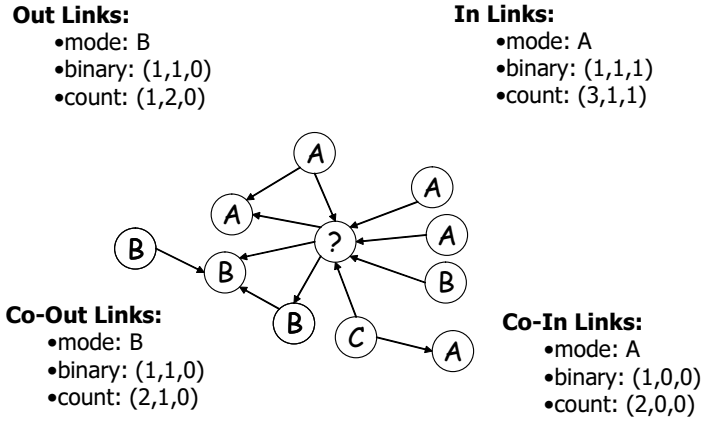 Out Links:
•mode: B
•binary: (1,1,0)
•count: (1,2,0)
In Links:
•mode: A
•binary: (1,1,1)
•count: (3,1,1)
A
A
A
A
?
B
B
B
B
C
A
Co-Out Links:
•mode: B
•binary: (1,1,0)
•count: (2,1,0)
Co-In Links:
•mode: A
•binary: (1,0,0)
•count: (2,0,0)